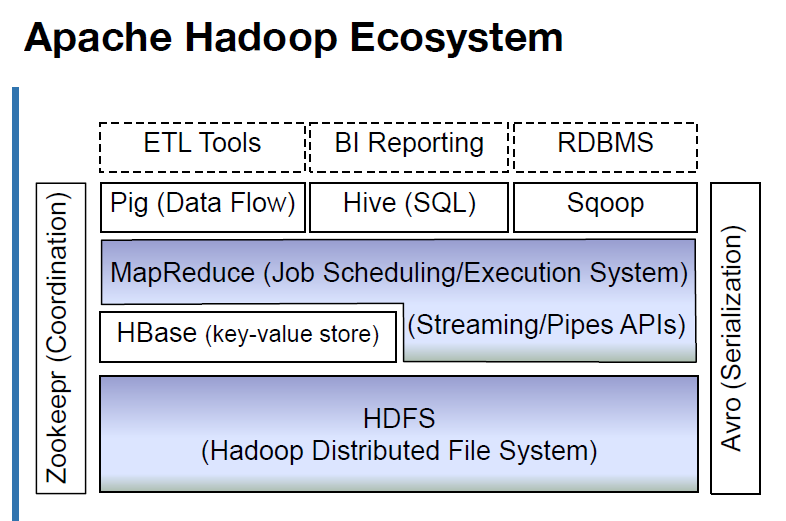 Apache Hadoop Ecosystem
ETL Tools
BI Reporting
RDBMS
Zookeepr (Coordination)
Pig (Data Flow)
Hive (SQL)
Sqoop
Avro (Serialization)
MapReduce (Job Scheduling/Execution System)
HBase (key-value store)
(Streaming/Pipes APIs)
HDFS
(Hadoop Distributed File System)